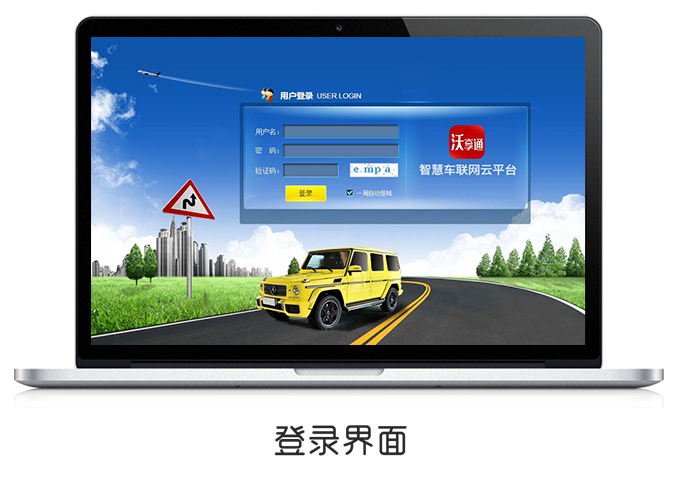 用户登录 USER LOGIN
用户名：
密 码：
验证码： e.mpa
登录 一周自动登陆
沃享通
智慧车联网云平台
登录界面